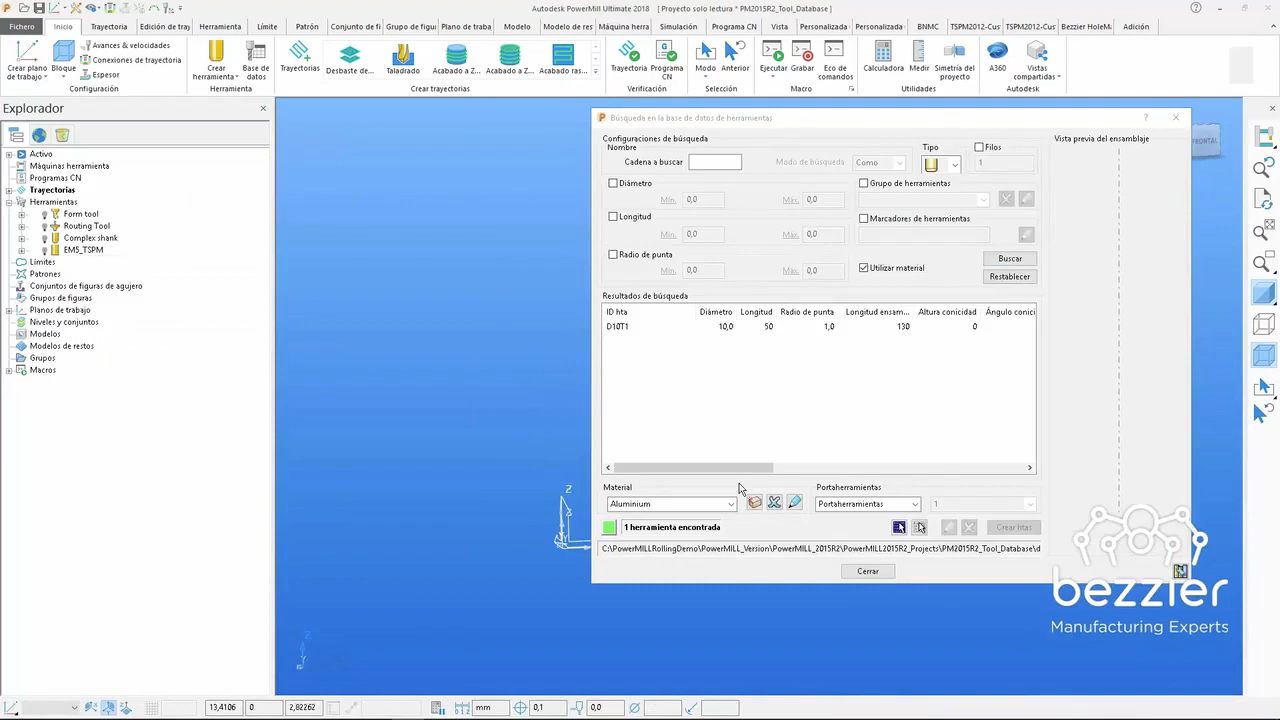 Autodesk PowerMill Ultimate 2018 [ Proyecto solo lectura * PM2015R2_Tool_Database ]
Fichero Inicio Trayectoria Edición de tray Herramienta Límite Patrón Conjunto de fi Grupo de figur Plano de traba Modelo Modelo de res Máquina herra Simulación Programa CN Vista Personalizada Personalizada BNMC TSPM2012-Cus TSPM2012-Cus Bezzier HoleMa Adición
Crear plano de trabajo Bloque Avances & velocidades Conexiones de trayectoria Espesor
Crear herramienta Base de datos
Trayectorias Desbaste de... Taladrado Acabado a Z... Acabado a Z... Acabado ras...
Trayectoria Programa CN
Modo Anterior
Ejecutar Grabar Eco de comandos
Calculadora Medir Simetría del proyecto
A360 Vistas compartidas
Configuración Herramienta Crear trayectorias Verificación Selección Macro Utilidades Autodesk
Explorador
Activo
Máquinas herramienta
Programas CN
Trayectorias
Herramientas
Form tool
Routing Tool
Complex shank
EM5_TSPM
Límites
Patrones
Conjuntos de figuras de agujero
Grupos de figuras
Planos de trabajo
Niveles y conjuntos
Modelos
Modelos de restos
Grupos
Macros
Búsqueda en la base de datos de herramientas
Configuraciones de búsqueda
Nombre
Cadena a buscar
Modo de búsqueda Como
Tipo
Filos
1
Diámetro
Mín. 0,0 Máx. 0,0
Grupo de herramientas
Longitud
Mín. 0,0 Máx. 0,0
Marcadores de herramientas
Radio de punta
Mín. 0,0 Máx. 0,0
Utilizar material
Buscar
Restablecer
Vista previa del ensamblaje
Resultados de búsqueda
ID hta Diámetro Longitud Radio de punta Longitud ensam... Altura conicidad Ángulo conici
D10T1 10,0 50 1,0 130 0
Material
Aluminium
Portaherramientas
Portaherramientas 1
1 herramienta encontrada
Crear htas
C:\PowerMILLRollingDemo\PowerMILL_Version\PowerMILL_2015R2\PowerMILL2015R2_Projects\PM2015R2_Tool_Database\d
Cerrar
bezzier
Manufacturing Experts
13,4106 0 2,82262 mm 0,1 0,0